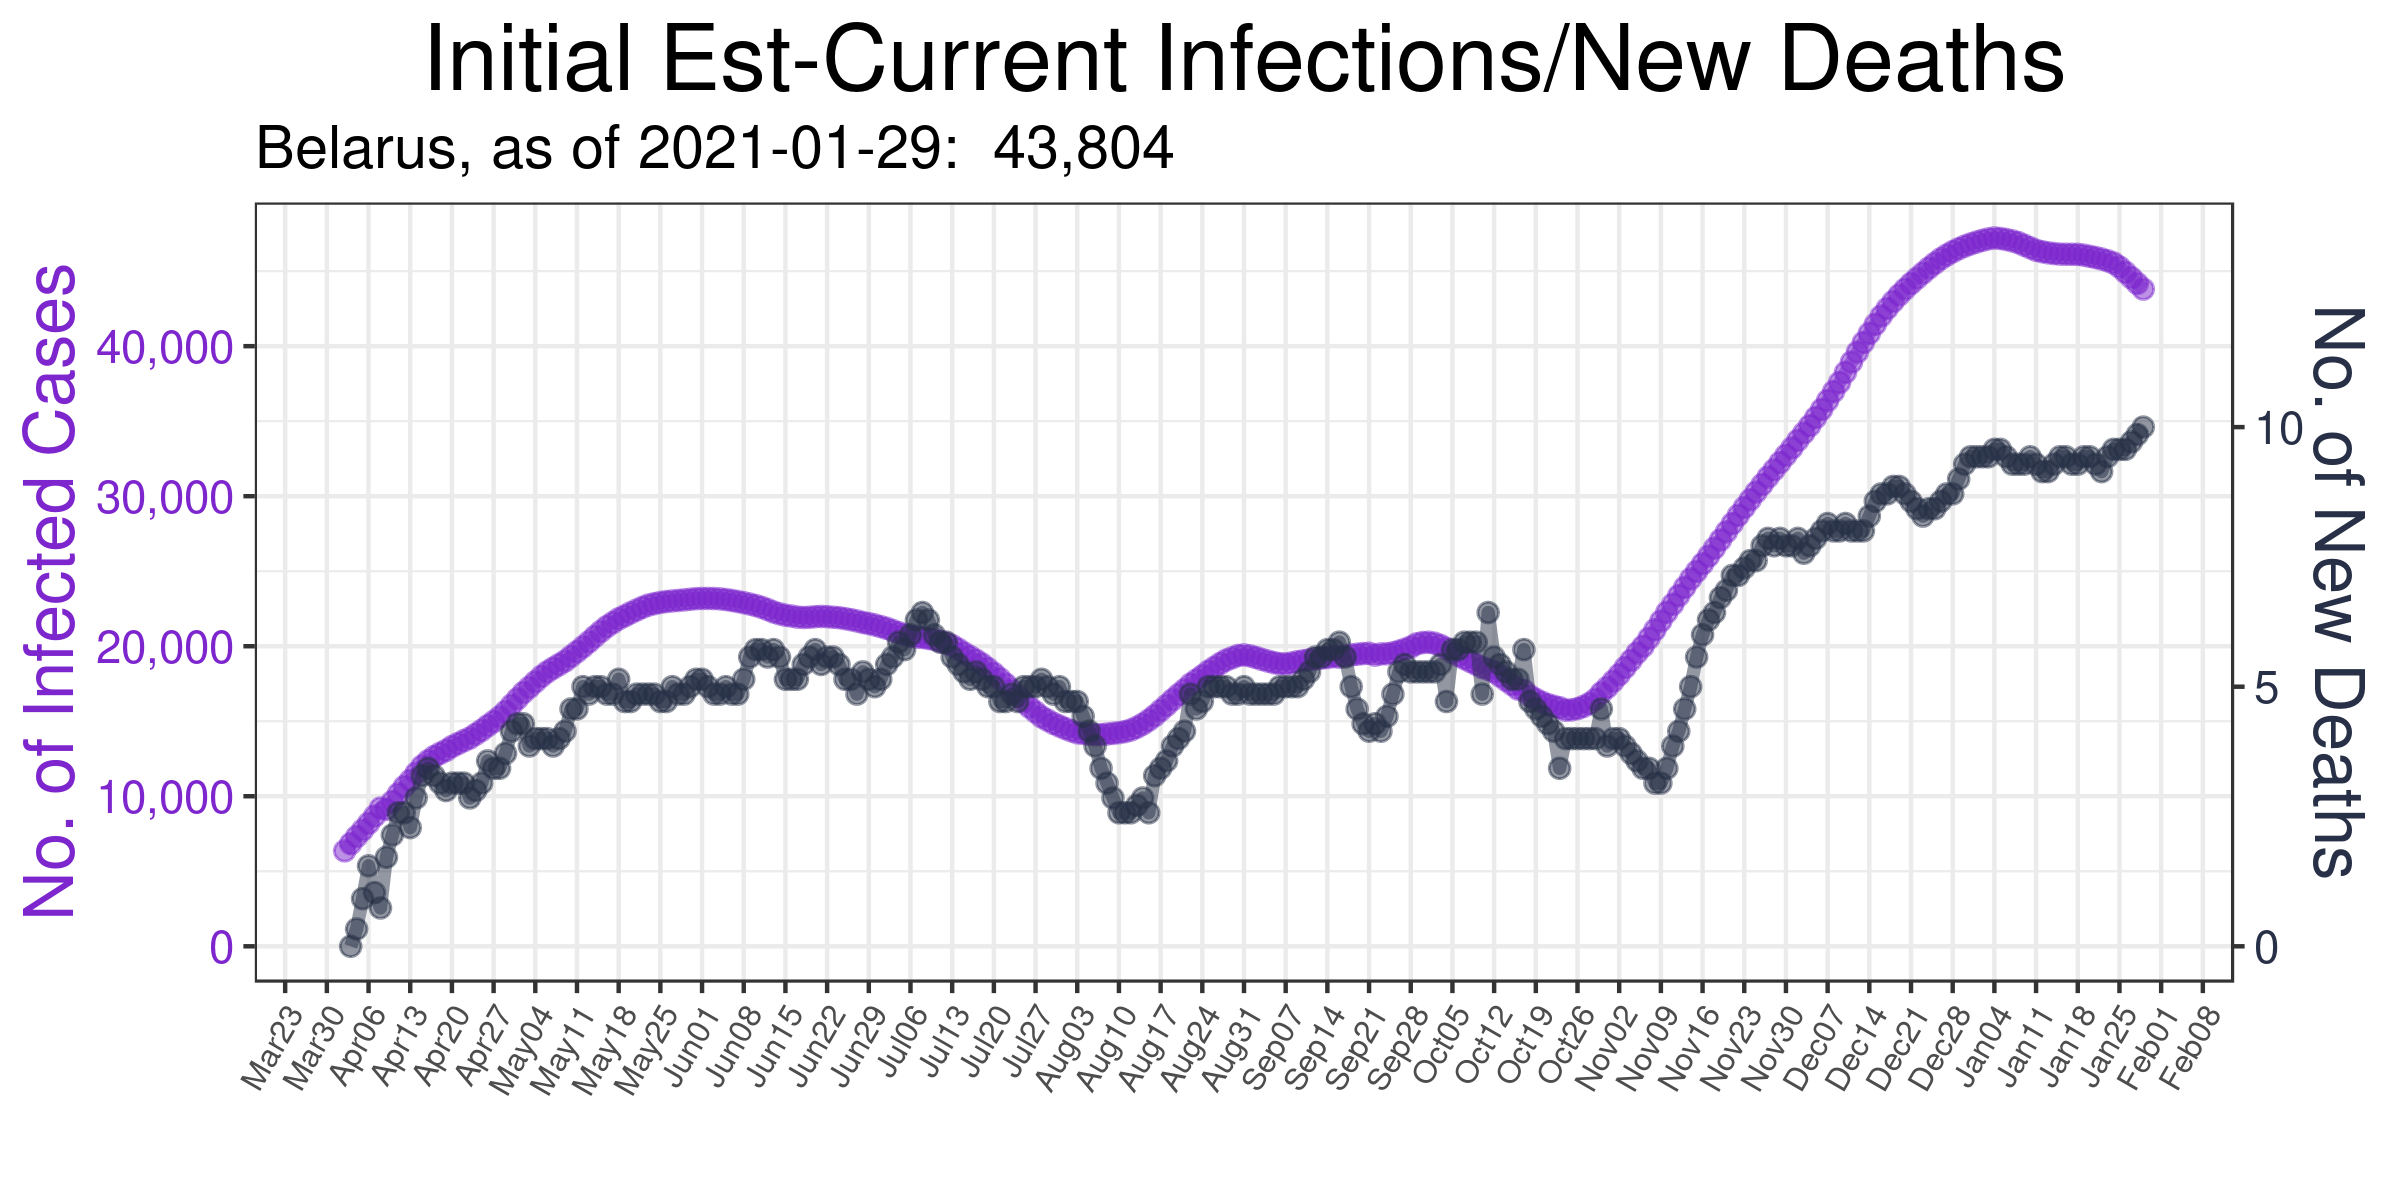 Initial Est-Current Infections/New Deaths
Belarus, as of 2021-01-29:  43,804
No. of Infected Cases
40,000
30,000
20,000
10,000
0
10
5
0
No. of New Deaths
Mar23
Mar30
Apr06
Apr13
Apr20
Apr27
May04
May11
May18
May25
Jun01
Jun08
Jun15
Jun22
Jun29
Jul06
Jul13
Jul20
Jul27
Aug03
Aug10
Aug17
Aug24
Aug31
Sep07
Sep14
Sep21
Sep28
Oct05
Oct12
Oct19
Oct26
Nov02
Nov09
Nov16
Nov23
Nov30
Dec07
Dec14
Dec21
Dec28
Jan04
Jan11
Jan18
Jan25
Feb01
Feb08